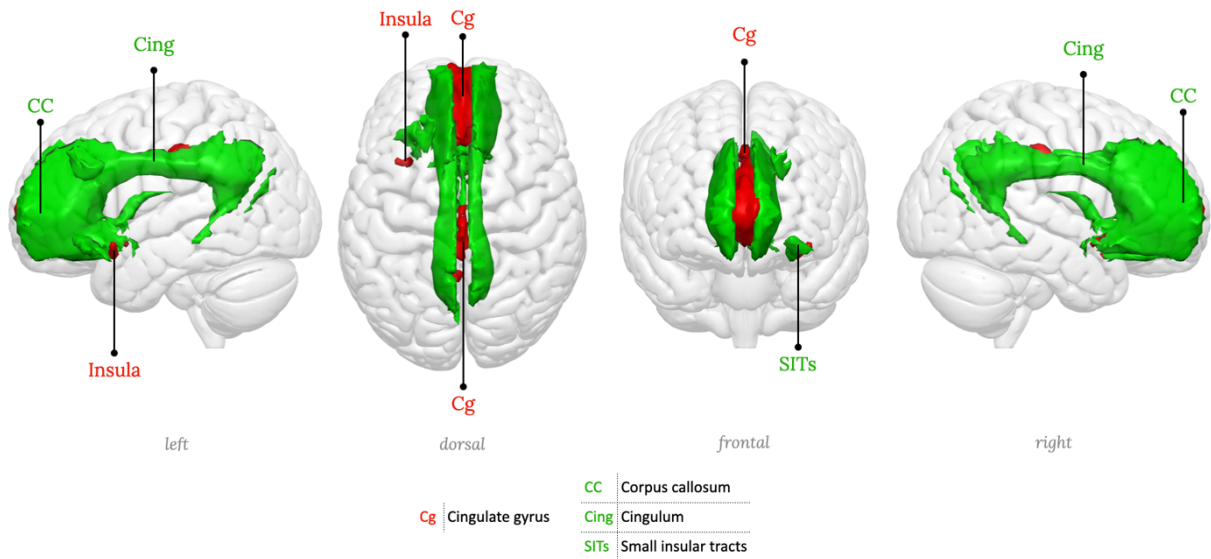 Insula
Cg
Cg
Cing
Cing
CC
CC
Insula
SITs
Cg
left
dorsal
frontal
right
CC Corpus callosum
Cg Cingulate gyrus
Cing Cingulum
SITs Small insular tracts